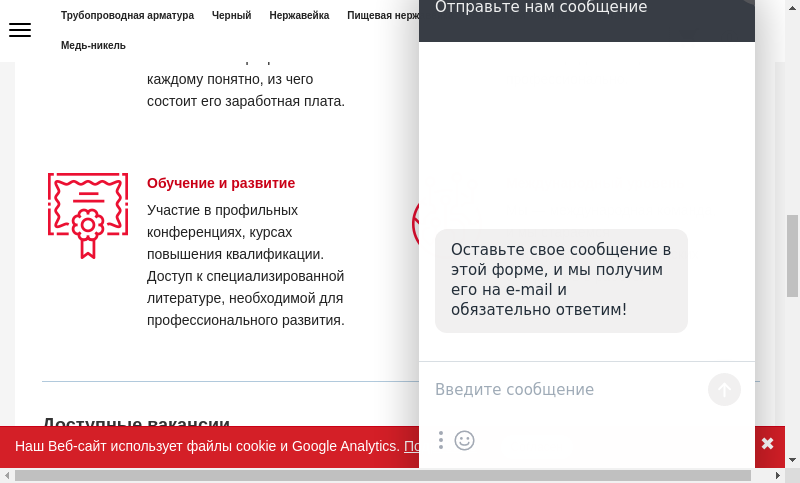 Трубопроводная арматура Черный Нержавейка Пищевая нерж
Медь-никель
каждому понятно, из чего
состоит его заработная плата.
Обучение и развитие
Участие в профильных
конференциях, курсах
повышения квалификации.
Доступ к специализированной
литературе, необходимой для
профессионального развития.
Доступные вакансии
Наш Веб-сайт использует файлы cookie и Google Analytics. По
✖
Отправьте нам сообщение
Оставьте свое сообщение в
этой форме, и мы получим
его на e-mail и
обязательно ответим!
Введите сообщение